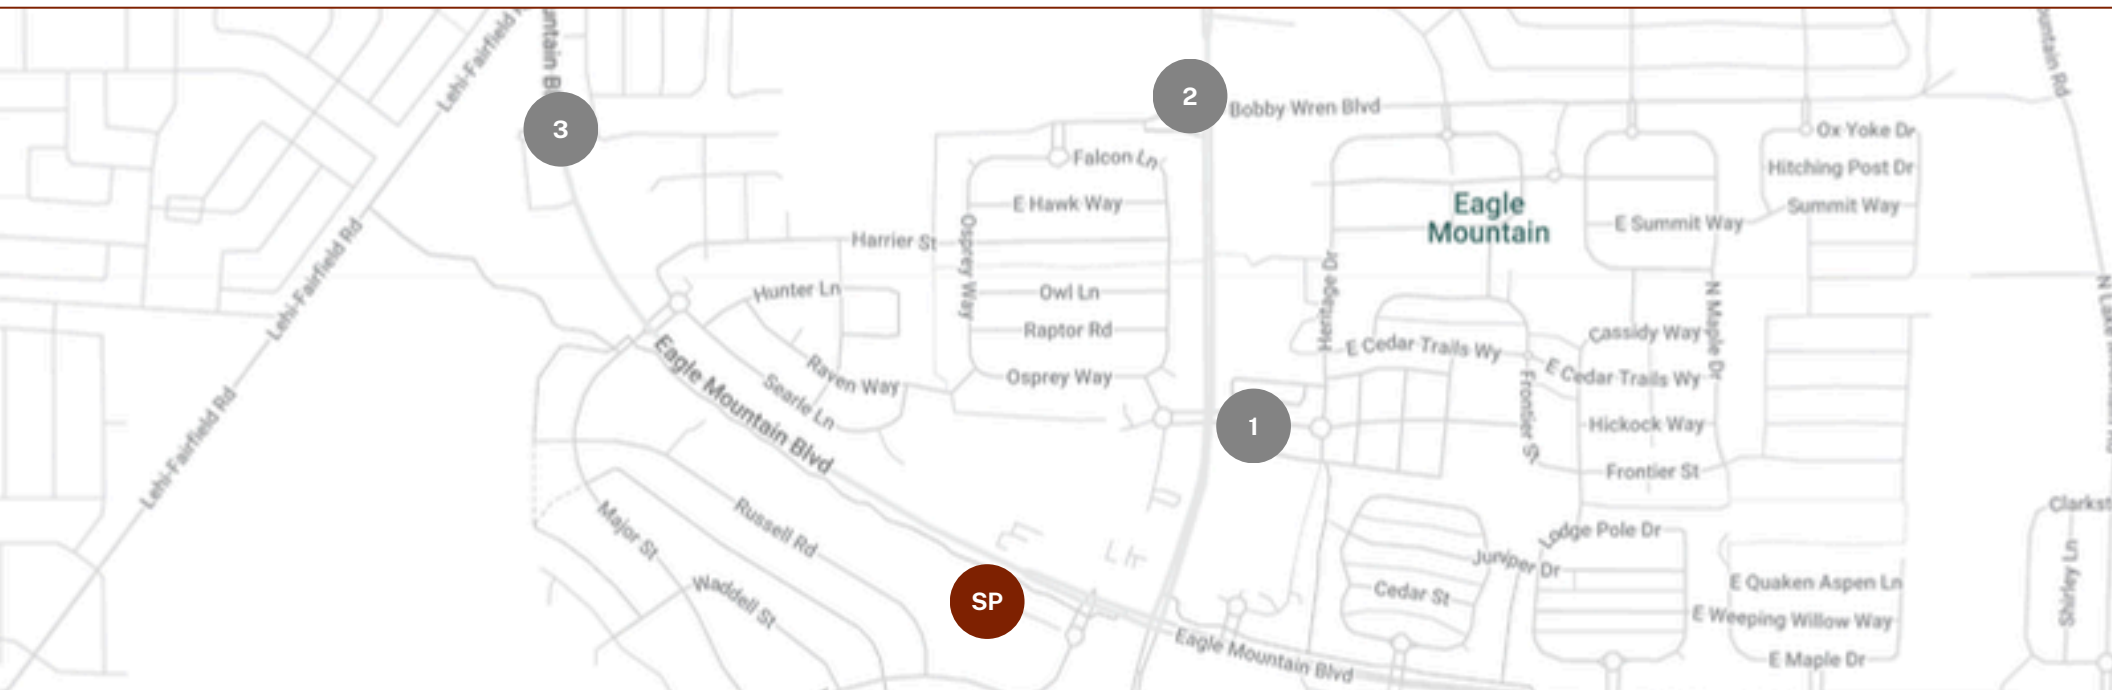 Lehi-Fairfield
3
2
Bobby Wren Blvd
Ox Yoke Dr
Falcon Ln
Hitching Post Dr
E Hawk Way
Eagle
Mountain
Summit Way
E Summit Way
Harrier St
Osprey Way
Lehi-Fairfield Rd
Hunter Ln
Owl Ln
Heritage Dr
N Maple Dr
Raptor Rd
Cassidy Way
E Cedar Trails Wy
E Cedar Trails Wy
Raven Way
Searle Ln
Osprey Way
Eagle Mountain Blvd
1
Frontier St
Hickock Way
Lehi-Fairfield Rd
Frontier St
Major St
Russell Rd
Lodge Pole Dr
Juniper Dr
Shirley Ln
Waddell St
SP
Cedar St
E Quaken Aspen Ln
E Weeping Willow Way
Eagle Mountain Blvd
E Maple Dr